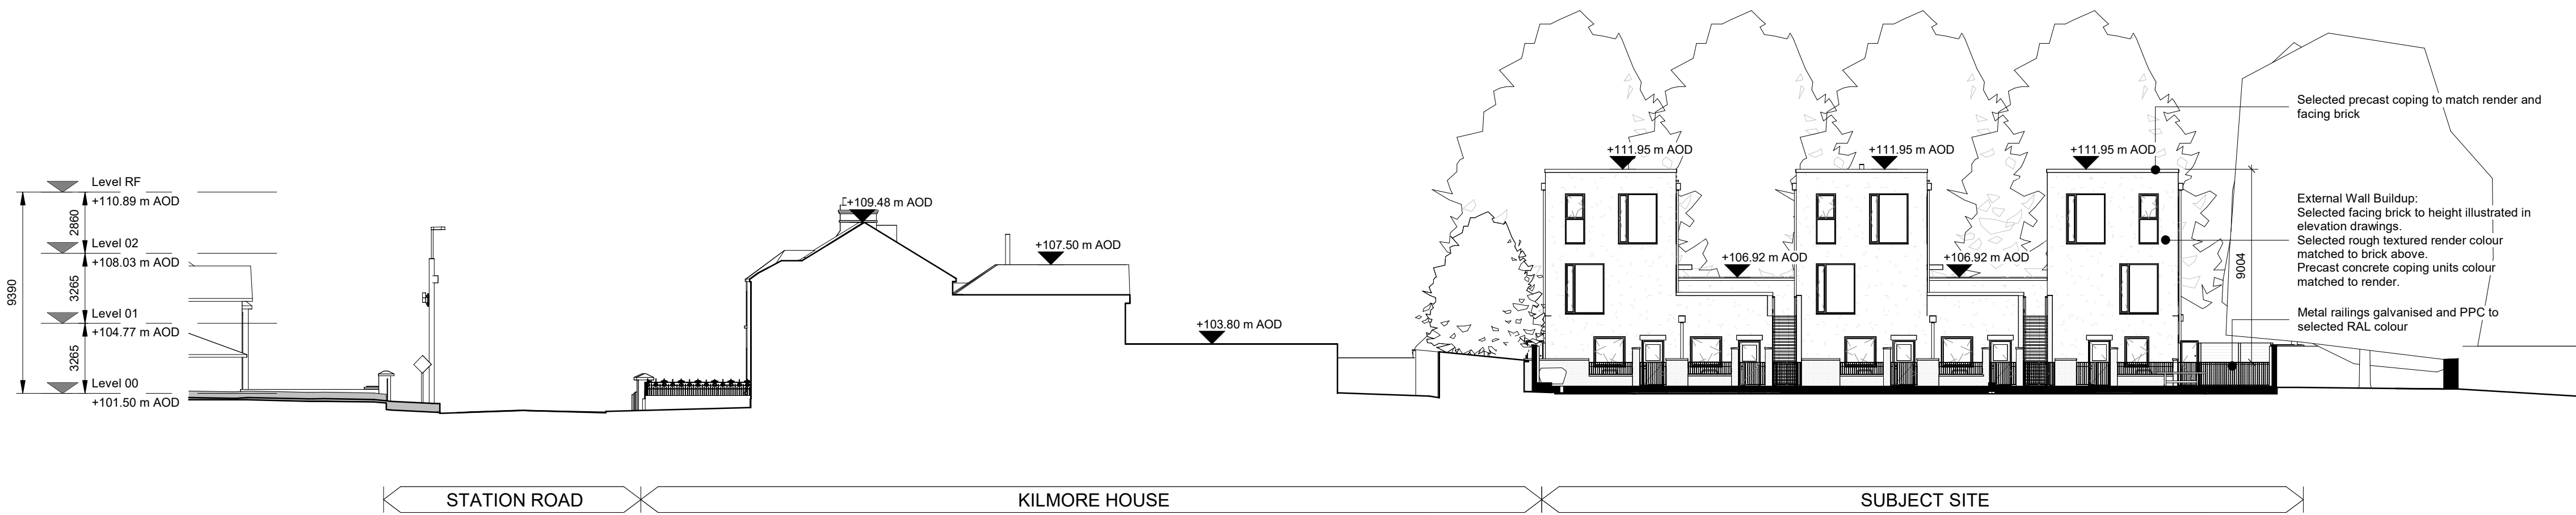 Level RF
+110.89 m AOD
2860
Level 02
+108.03 m AOD
3265
9390
Level 01
+104.77 m AOD
3265
Level 00
+101.50 m AOD
+109.48 m AOD
+107.50 m AOD
+103.80 m AOD
+111.95 m AOD
+111.95 m AOD
+111.95 m AOD
+106.92 m AOD
+106.92 m AOD
9004
Selected precast coping to match render and
facing brick
External Wall Buildup:
Selected facing brick to height illustrated in
elevation drawings.
Selected rough textured render colour
matched to brick above.
Precast concrete coping units colour
matched to render.
Metal railings galvanised and PPC to
selected RAL colour
STATION ROAD
KILMORE HOUSE
SUBJECT SITE